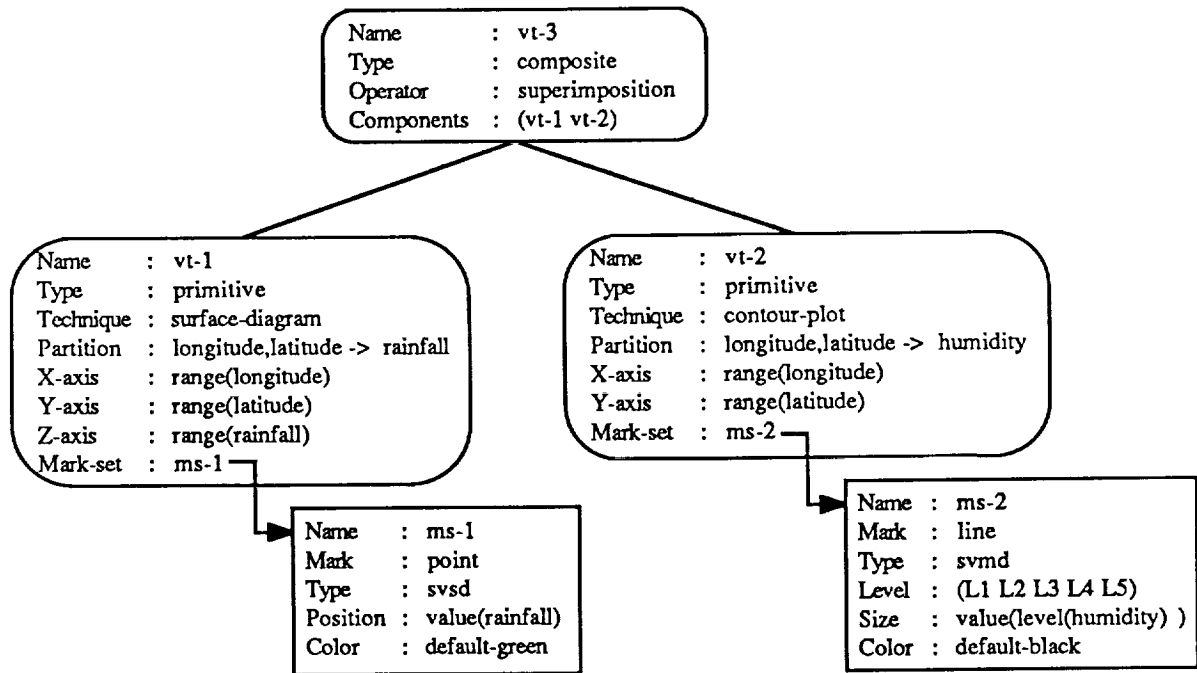 Name : vt-3
Type : composite
Operator : superimposition
Components : (vt-1 vt-2)
Name : vt-1
Type : primitive
Technique : surface-diagram
Partition : longitude,latitude -> rainfall
X-axis : range(longitude)
Y-axis : range(latitude)
Z-axis : range(rainfall)
Mark-set : ms-1
Name : vt-2
Type : primitive
Technique : contour-plot
Partition : longitude,latitude -> humidity
X-axis : range(longitude)
Y-axis : range(latitude)
Mark-set : ms-2
Name : ms-1
Mark : point
Type : svsd
Position : value(rainfall)
Color : default-green
Name : ms-2
Mark : line
Type : svmd
Level : (L1 L2 L3 L4 L5)
Size : value(level(humidity) )
Color : default-black